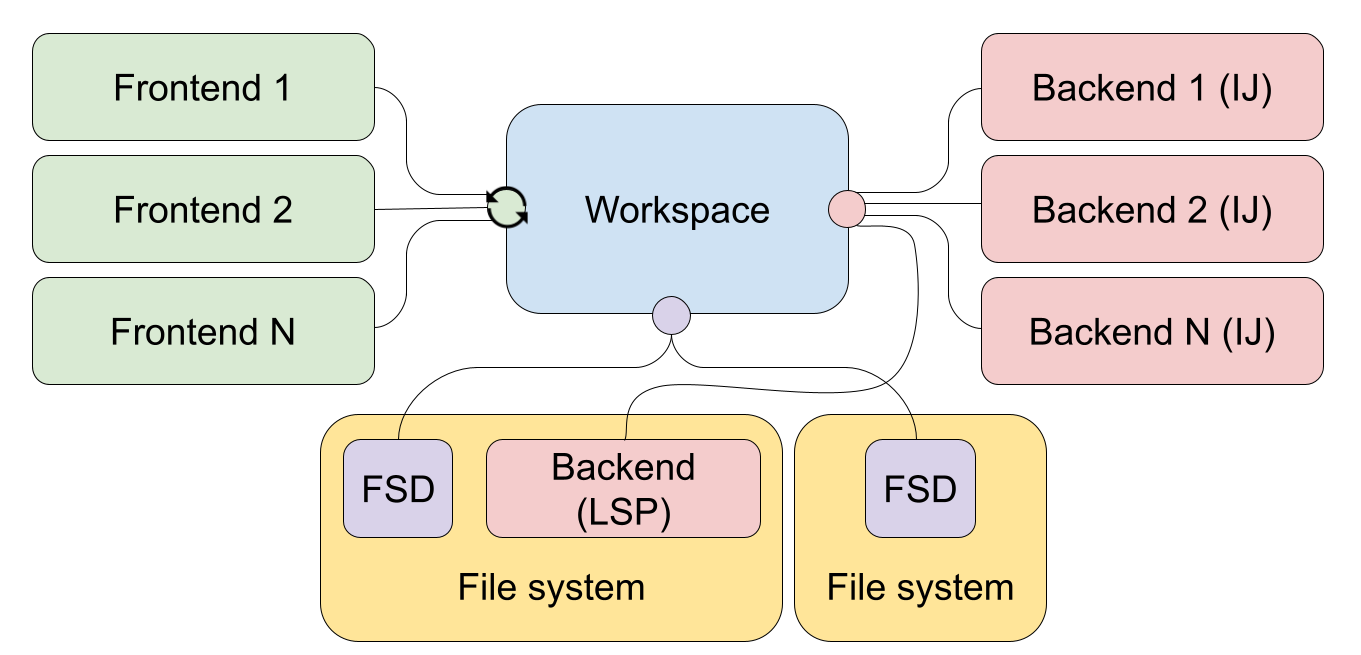 Frontend 1
Frontend 2
Frontend N
Workspace
Backend 1 (IJ)
Backend 2 (IJ)
Backend N (IJ)
FSD
Backend
(LSP)
File system
FSD
File system